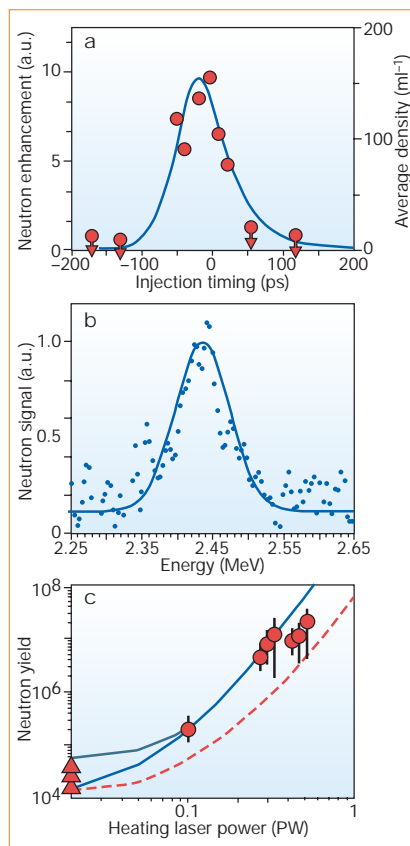 a
Neutron enhancement (a.u.)
10
5
0
Average density (ml⁻¹)
200
100
0
−200 −100 0 100 200
Injection timing (ps)
b
Neutron signal (a.u.)
1.0
0.5
0
2.25 2.35 2.45 2.55 2.65
Energy (MeV)
c
Neutron yield
10⁸
10⁶
10⁴
0.1 1
Heating laser power (PW)